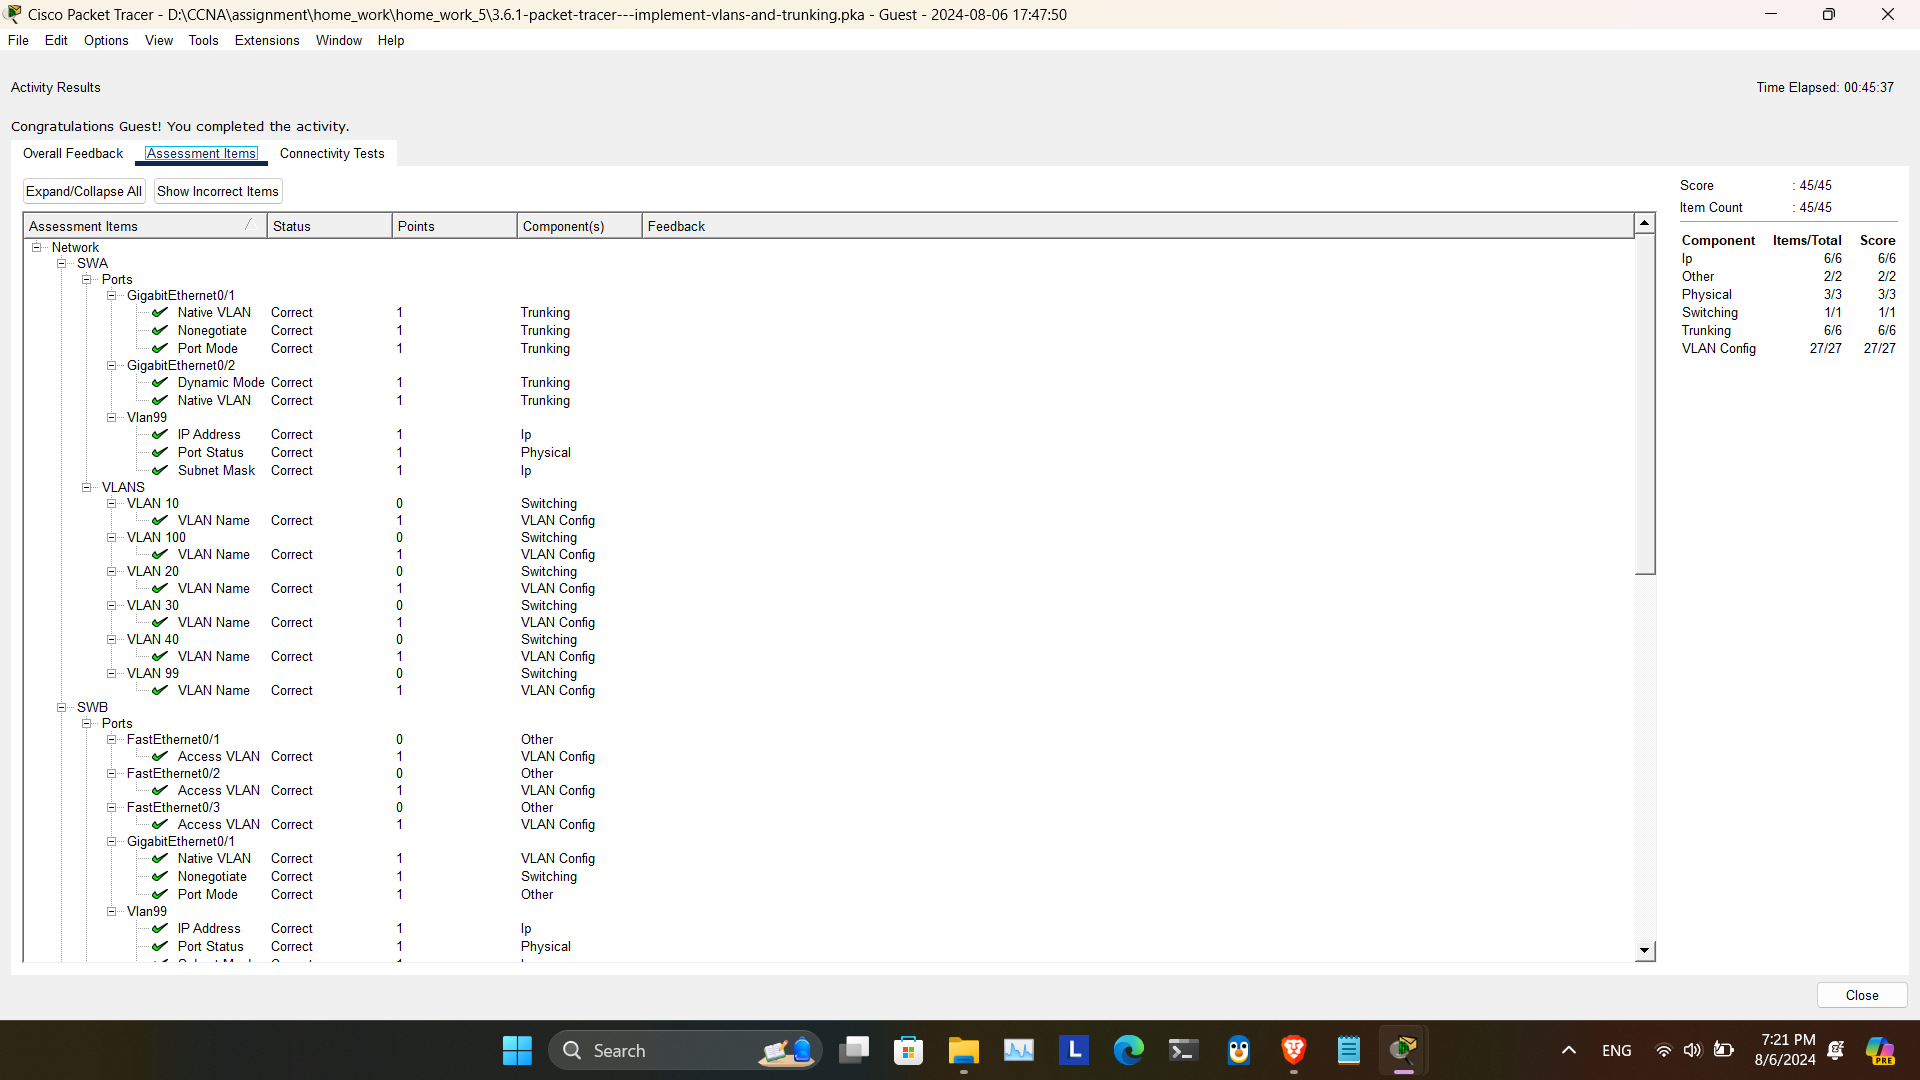 Cisco Packet Tracer - D:\CCNA\assignment\home_work\home_work_5\3.6.1-packet-tracer---implement-vlans-and-trunking.pka - Guest - 2024-08-06 17:47:50
File Edit Options View Tools Extensions Window Help
Activity Results Time Elapsed: 00:45:37
Congratulations Guest! You completed the activity.
Overall Feedback Assessment Items Connectivity Tests
Expand/Collapse All Show Incorrect Items
Assessment Items Status Points Component(s) Feedback
Network
SWA
Ports
GigabitEthernet0/1
Native VLAN Correct 1 Trunking
Nonegotiate Correct 1 Trunking
Port Mode Correct 1 Trunking
GigabitEthernet0/2
Dynamic Mode Correct 1 Trunking
Native VLAN Correct 1 Trunking
Vlan99
IP Address Correct 1 Ip
Port Status Correct 1 Physical
Subnet Mask Correct 1 Ip
VLANS
VLAN 10 0 Switching
VLAN Name Correct 1 VLAN Config
VLAN 100 0 Switching
VLAN Name Correct 1 VLAN Config
VLAN 20 0 Switching
VLAN Name Correct 1 VLAN Config
VLAN 30 0 Switching
VLAN Name Correct 1 VLAN Config
VLAN 40 0 Switching
VLAN Name Correct 1 VLAN Config
VLAN 99 0 Switching
VLAN Name Correct 1 VLAN Config
SWB
Ports
FastEthernet0/1 0 Other
Access VLAN Correct 1 VLAN Config
FastEthernet0/2 0 Other
Access VLAN Correct 1 VLAN Config
FastEthernet0/3 0 Other
Access VLAN Correct 1 VLAN Config
GigabitEthernet0/1
Native VLAN Correct 1 VLAN Config
Nonegotiate Correct 1 Switching
Port Mode Correct 1 Other
Vlan99
IP Address Correct 1 Ip
Port Status Correct 1 Physical
Score : 45/45
Item Count : 45/45
Component Items/Total Score
Ip 6/6 6/6
Other 2/2 2/2
Physical 3/3 3/3
Switching 1/1 1/1
Trunking 6/6 6/6
VLAN Config 27/27 27/27
Close
Search
L
ENG
7:21 PM
8/6/2024
PRE